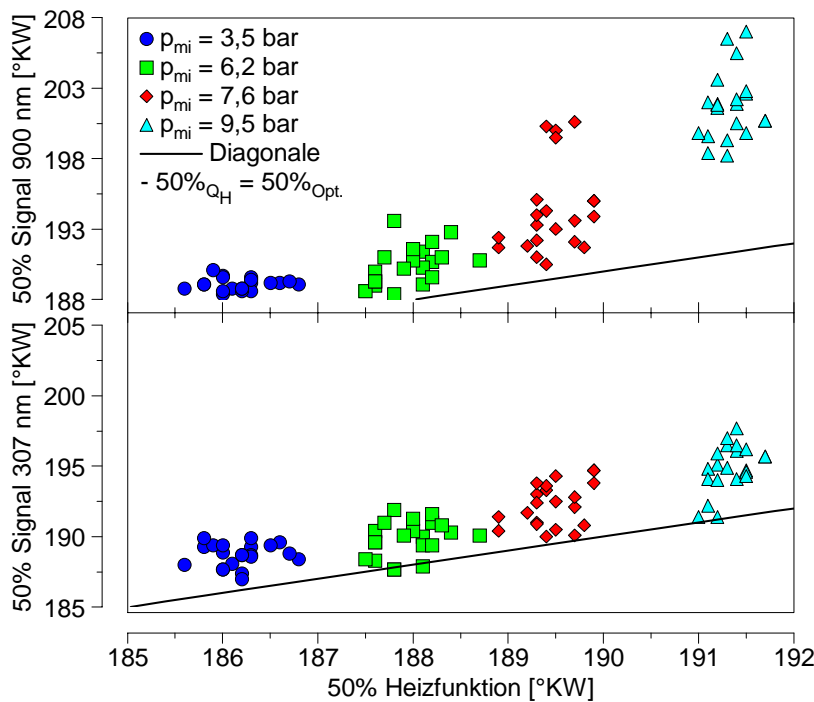 208
203
198
193
188
50% Signal 900 nm [°KW]
p_mi = 3,5 bar
p_mi = 6,2 bar
p_mi = 7,6 bar
p_mi = 9,5 bar
Diagonale
- 50%_Q_H = 50%_Opt.
205
200
195
190
185
50% Signal 307 nm [°KW]
185 186 187 188 189 190 191 192
50% Heizfunktion [°KW]